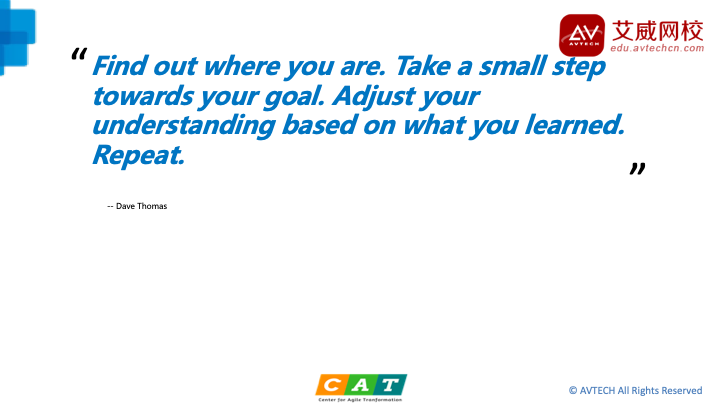 AV
AVTECH
艾威网校
edu.avtechcn.com
“ Find out where you are. Take a small step
towards your goal. Adjust your
understanding based on what you learned.
Repeat.
”
-- Dave Thomas
CAT
Center for Agile Tranformation
© AVTECH All Rights Reserved